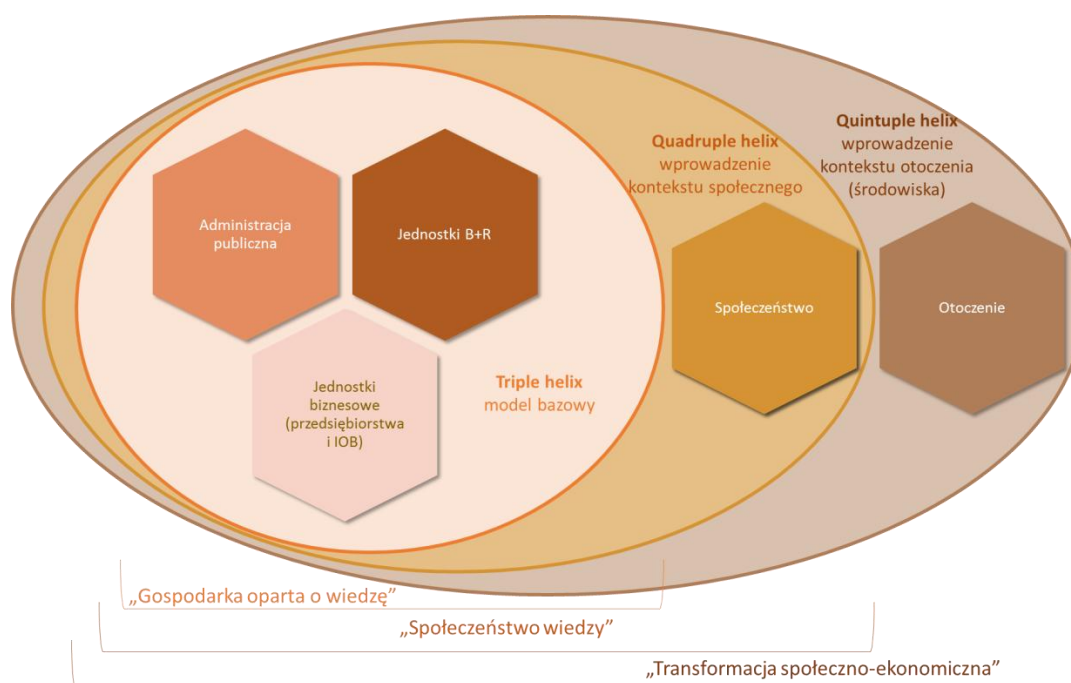 Administracja
publiczna
Jednostki B+R
Jednostki
biznesowe
(przedsiębiorstwa
i IOB)
Triple helix
model bazowy
Quadruple helix
wprowadzenie
kontekstu społecznego
Społeczeństwo
Quintuple helix
wprowadzenie
kontekstu otoczenia
(środowiska)
Otoczenie
„Gospodarka oparta o wiedzę”
„Społeczeństwo wiedzy”
„Transformacja społeczno-ekonomiczna”